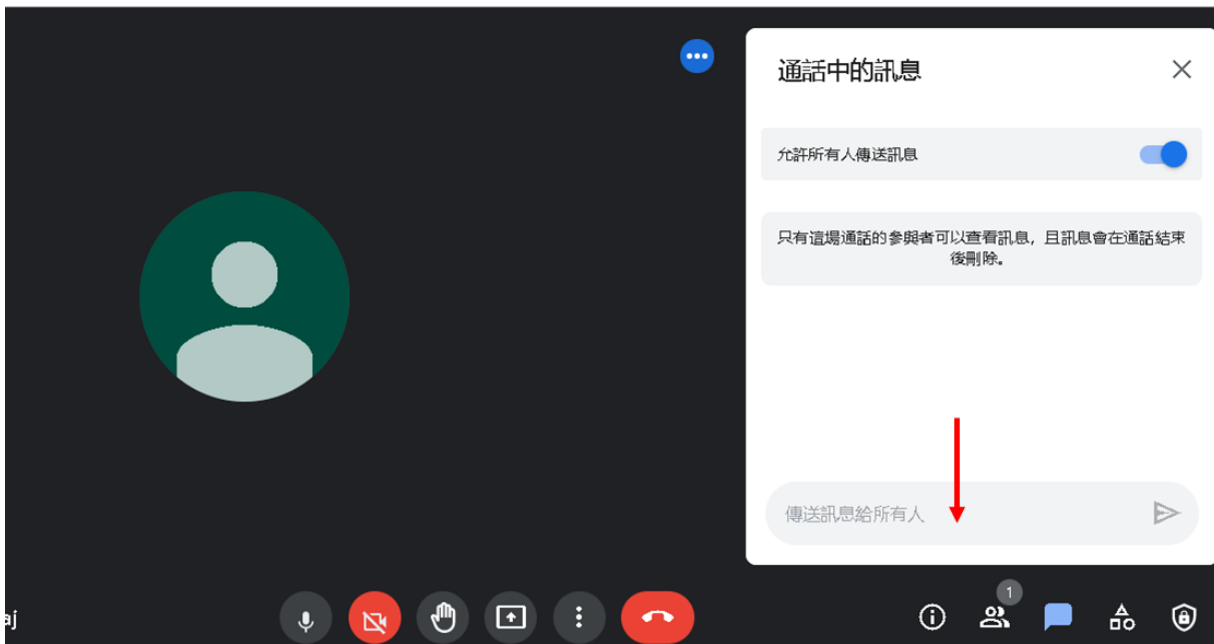 通話中的訊息
允許所有人傳送訊息
只有這場通話的參與者可以查看訊息，且訊息會在通話結束
後刪除。
傳送訊息給所有人
1
aj